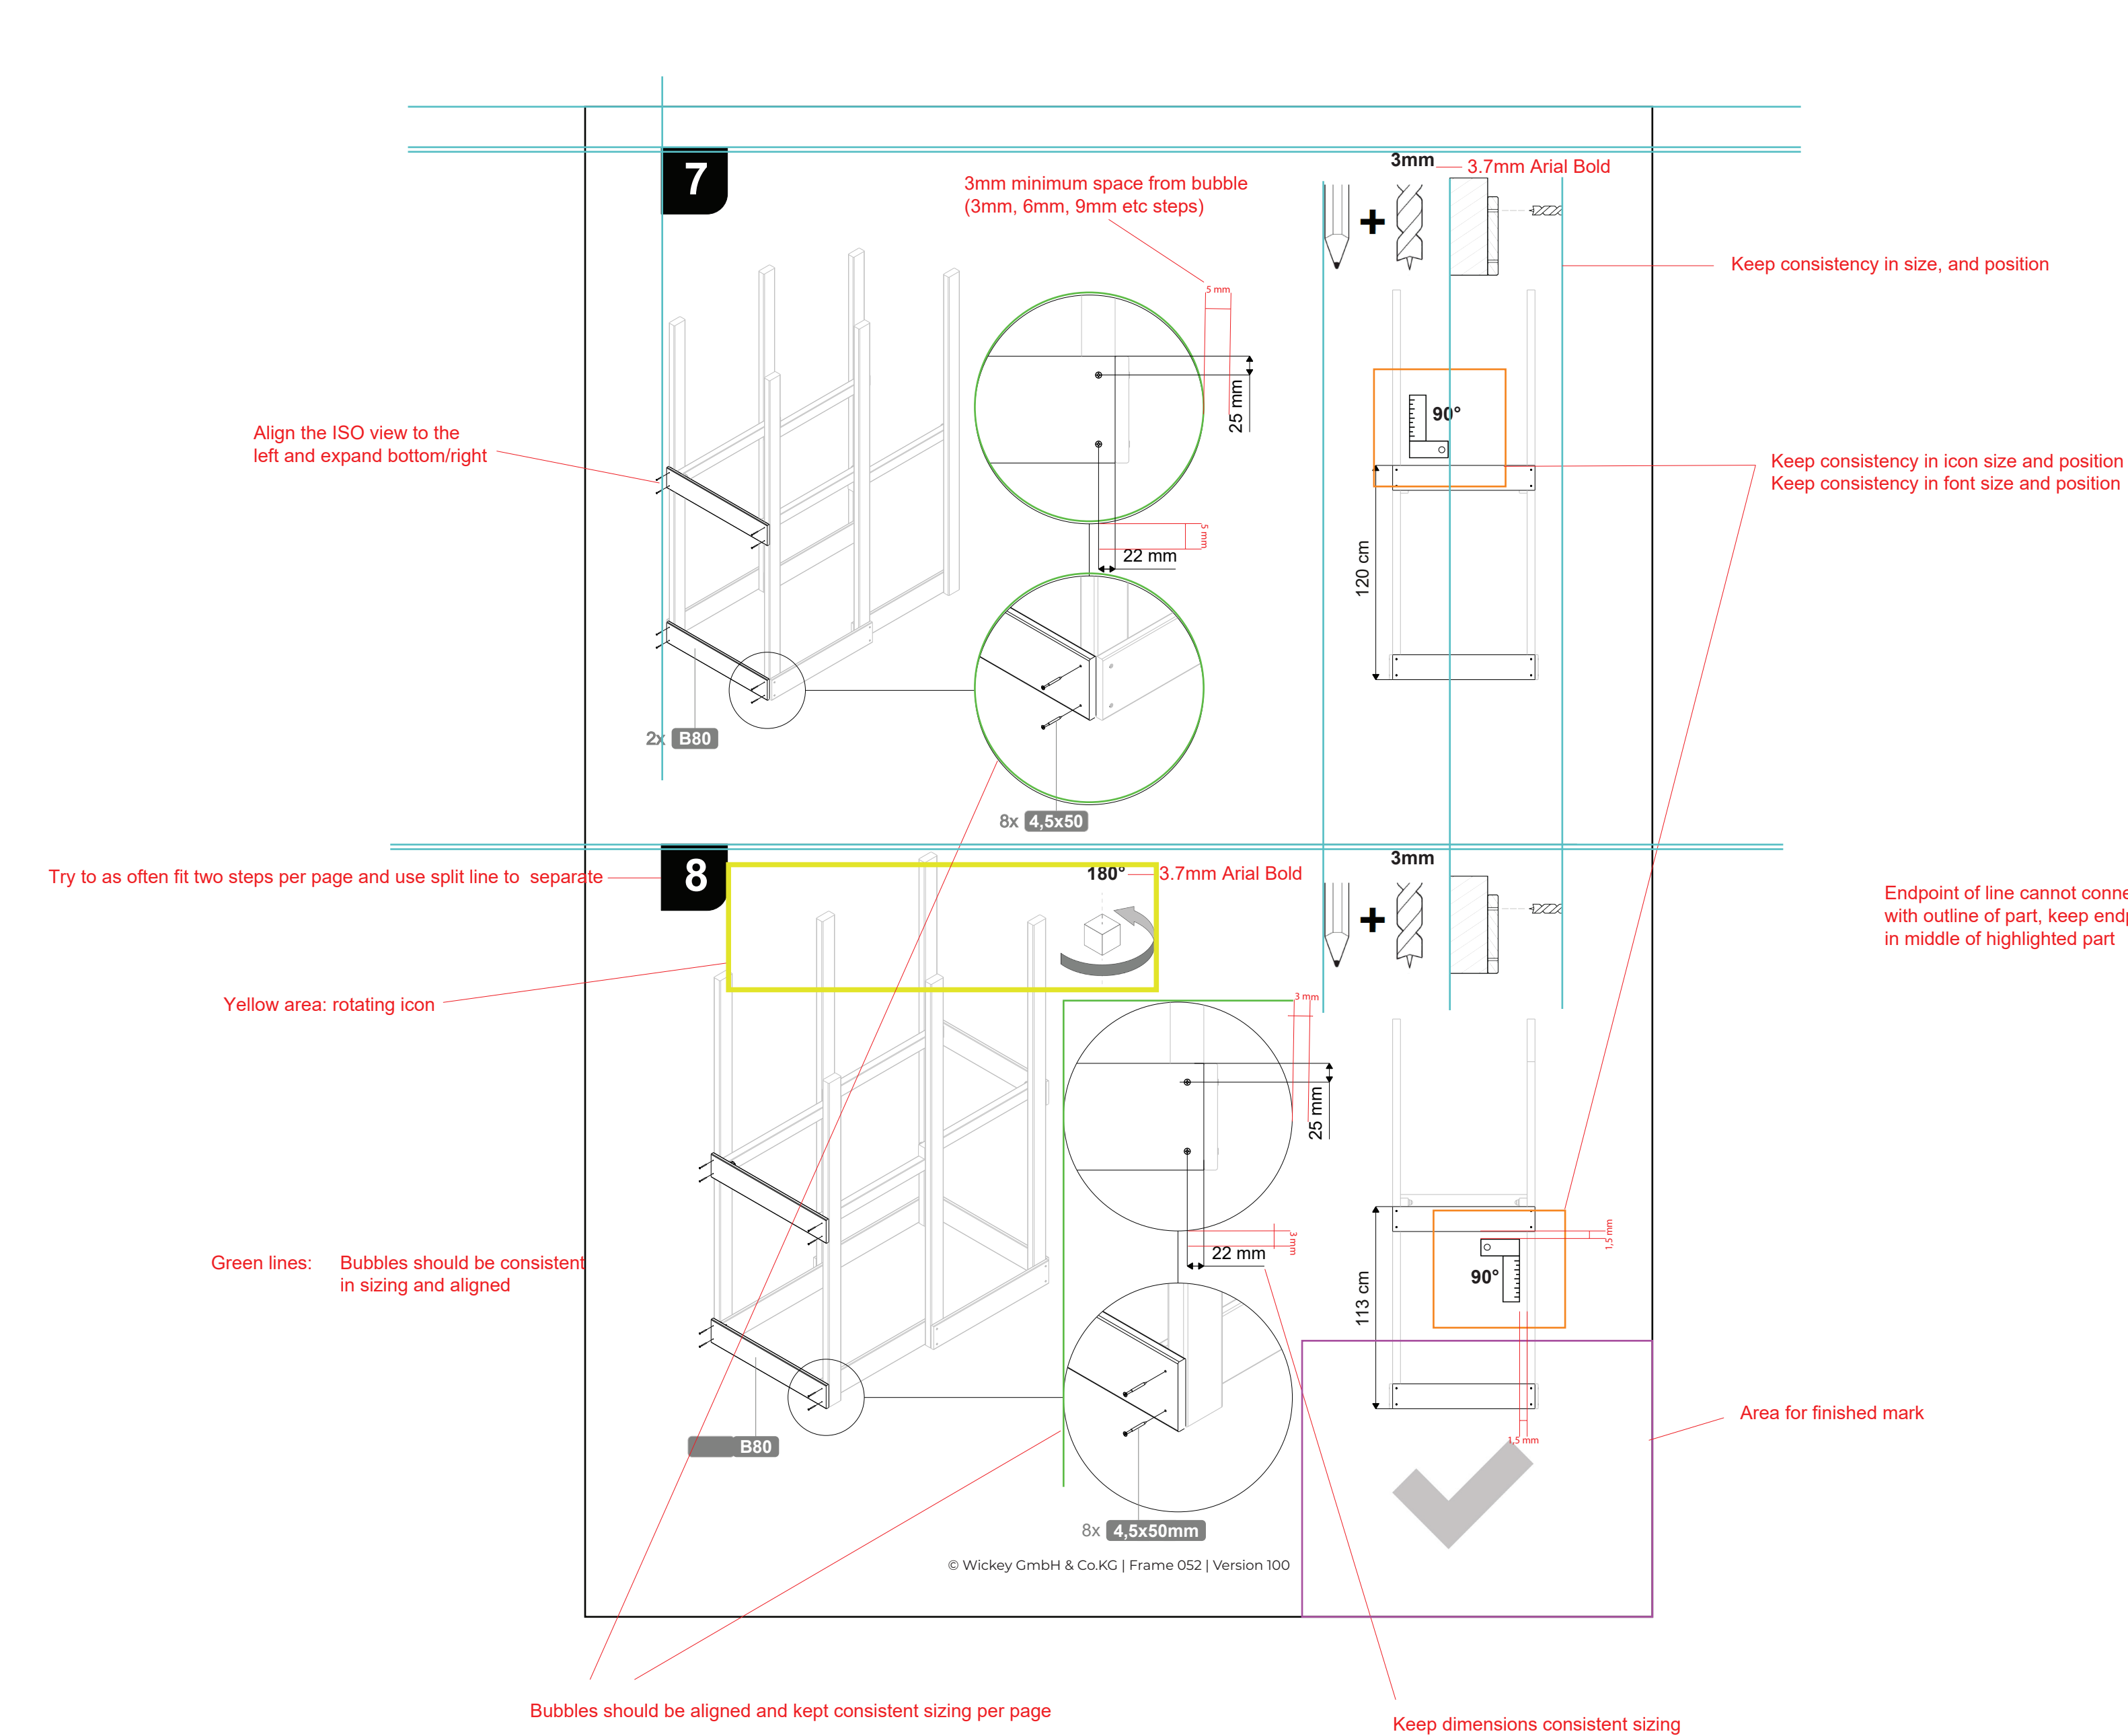 7
3mm
3.7mm Arial Bold
3mm minimum space from bubble
(3mm, 6mm, 9mm etc steps)
+
Keep consistency in size, and position
5 mm
25 mm
90°
Align the ISO view to the
left and expand bottom/right
Keep consistency in icon size and position
Keep consistency in font size and position
5 mm
22 mm
120 cm
2x B80
8x 4,5x50
8
3mm
180°
3.7mm Arial Bold
Try to as often fit two steps per page and use split line to separate
+
Endpoint of line cannot conne
with outline of part, keep end
in middle of highlighted part
Yellow area: rotating icon
3 mm
25 mm
3 mm
22 mm
1,5 mm
90°
113 cm
Green lines: Bubbles should be consistent
in sizing and aligned
Area for finished mark
1,5 mm
B80
8x 4,5x50mm
© Wickey GmbH & Co.KG | Frame 052 | Version 100
Bubbles should be aligned and kept consistent sizing per page
Keep dimensions consistent sizing